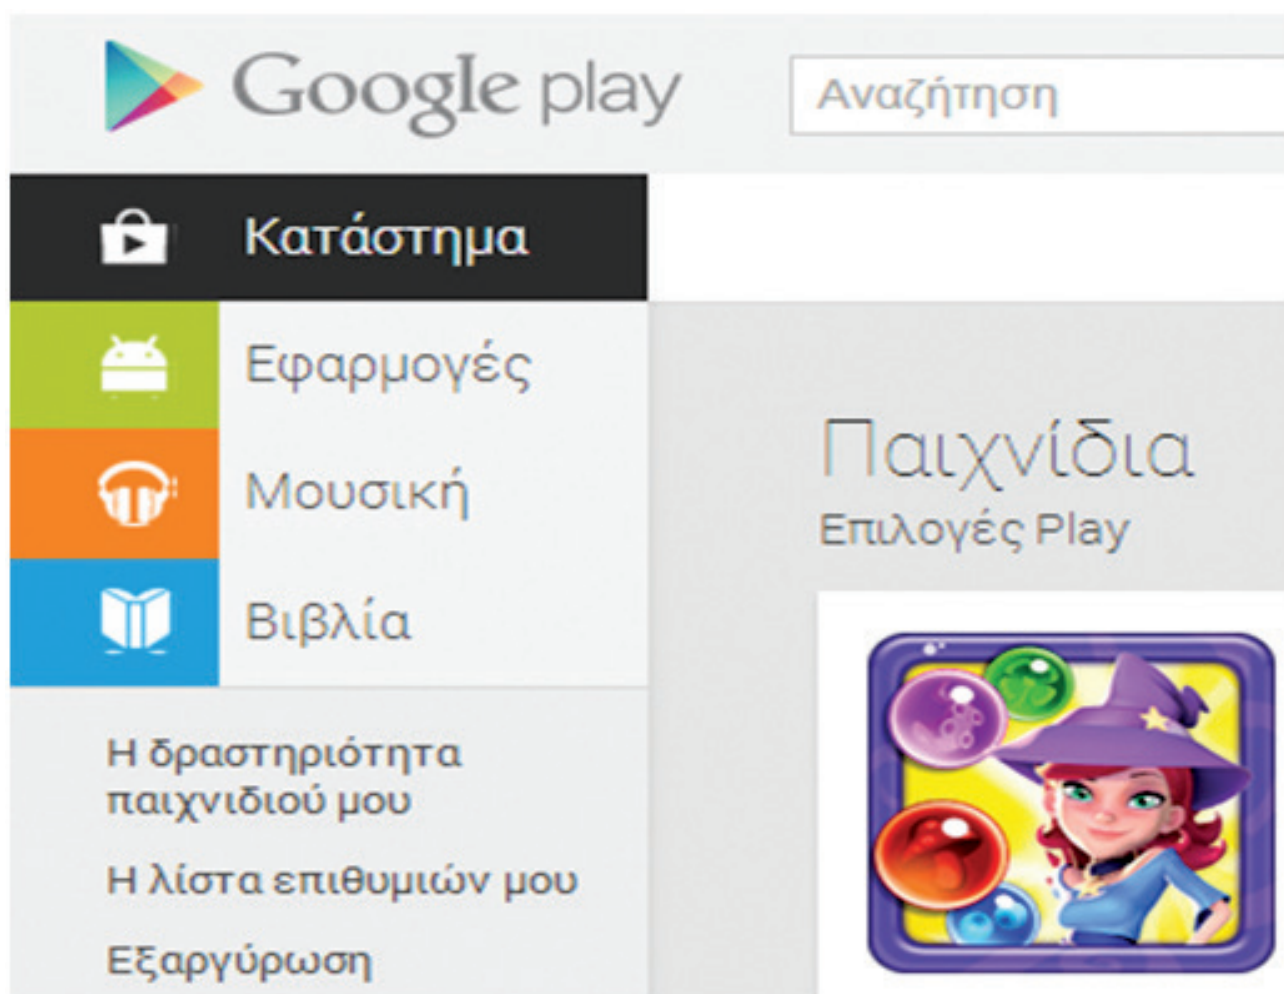 Google play
Αναζήτηση
Κατάστημα
Εφαρμογές
Μουσική
Βιβλία
Η δραστηριότητα
παιχνιδιού μου
Η λίστα επιθυμιών μου
Εξαργύρωση
Παιχνίδια
Επιλογές Play